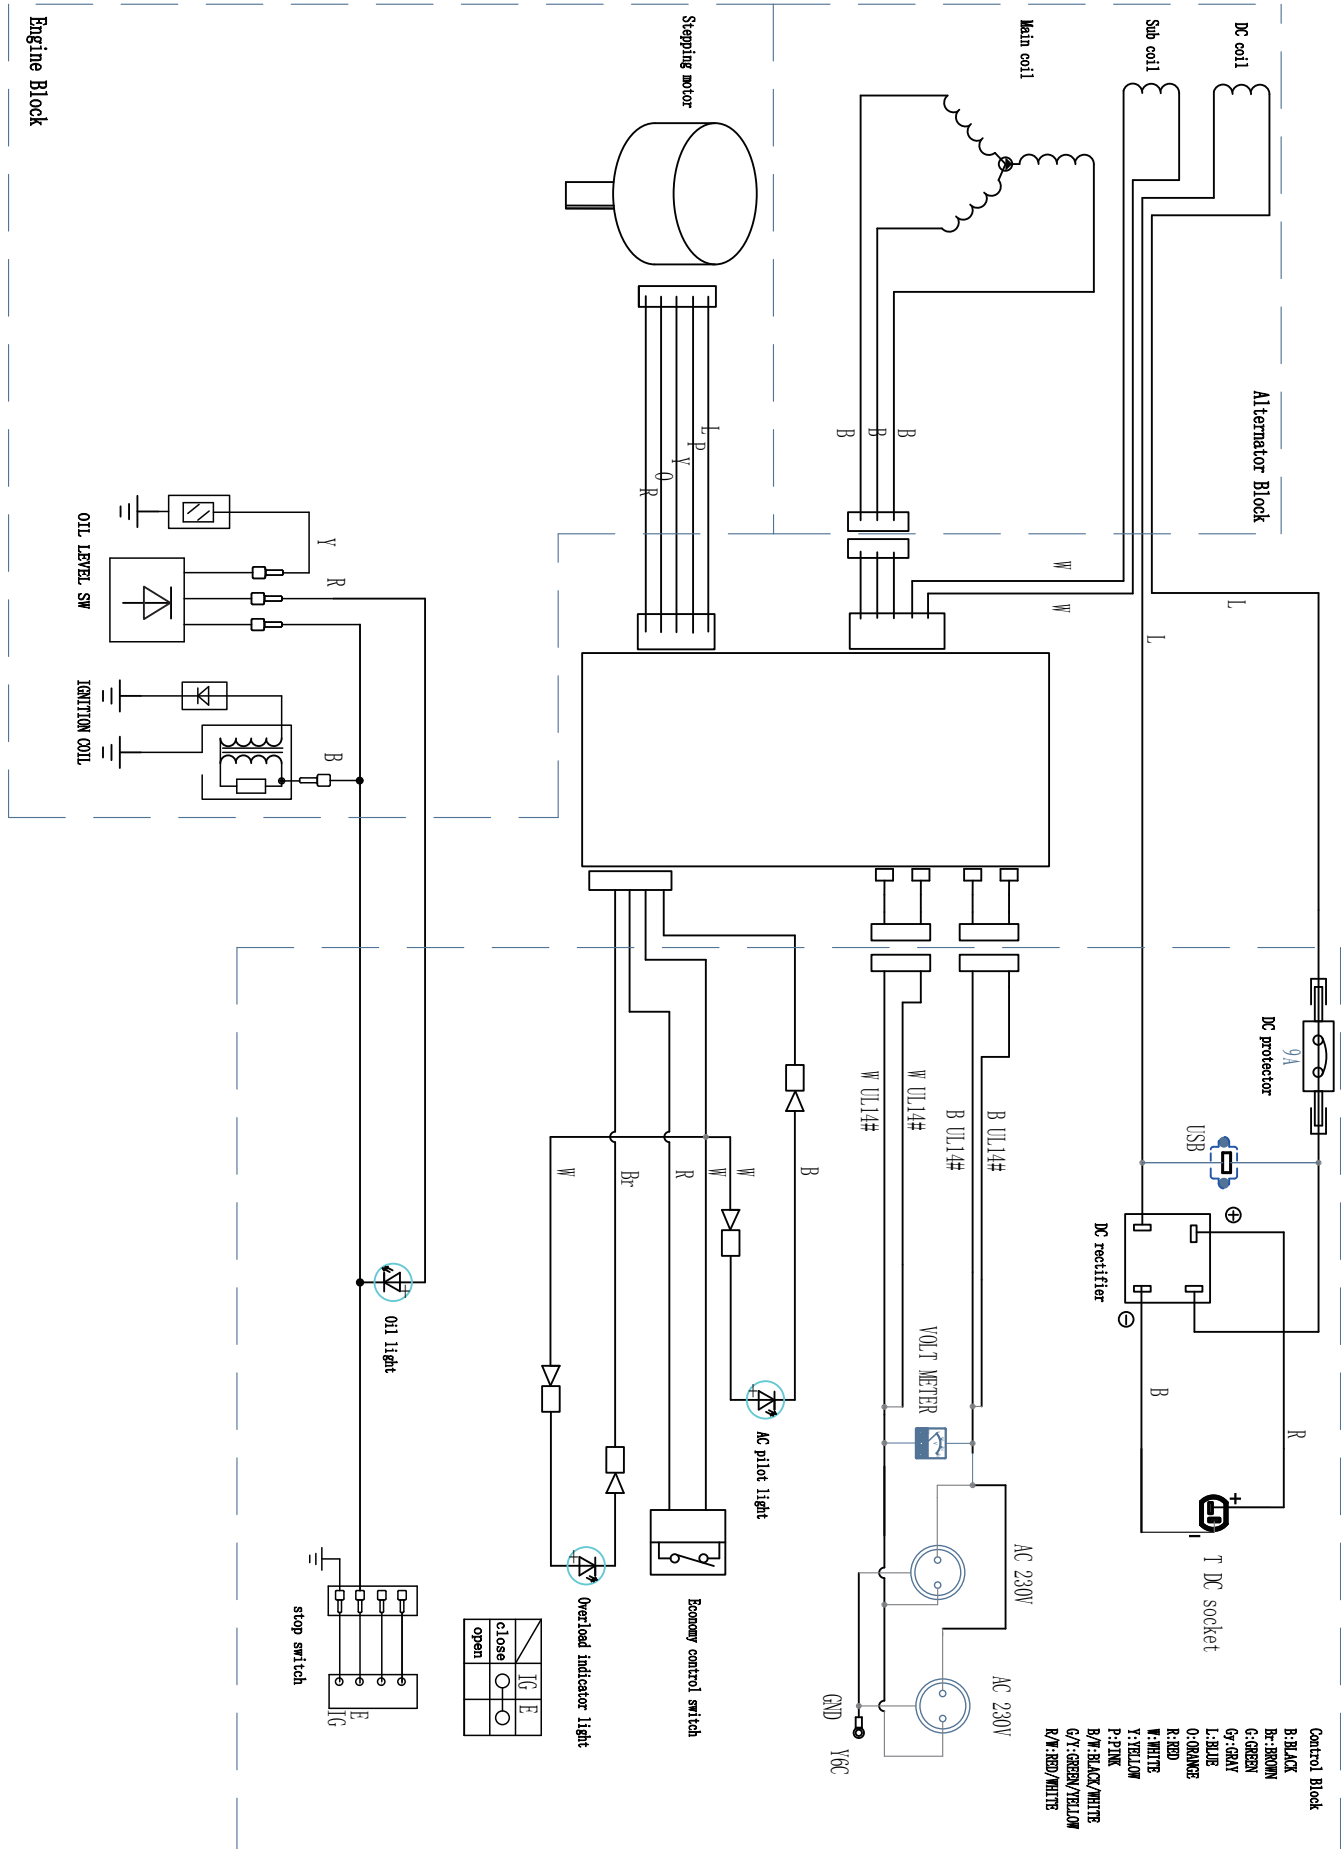 Engine Block
Alternator Block
Control Block
B:BLACK
Br:BROWN
G:GREEN
Gy:GRAY
L:BLUE
O:ORANGE
R:RED
W:WHITE
Y:YELLOW
P:PINK
B/W:BLACK/WHITE
G/Y:GREEN/YELLOW
R/W:RED/WHITE
DC coil
Sub coil
Main coil
Stepping motor
L
L
W
W
B
B
B
L
P
Y
O
R
DC protector
9A
USB
+
−
DC rectifier
R
B
+
−
T DC socket
B UL14#
B UL14#
W UL14#
W UL14#
VOLT METER
AC 230V
AC 230V
GND
Y6C
B
W
W
R
Br
W
+
AC pilot light
Economy control switch
+
Overload indicator light
IG E
close
open
Y
R
OIL LEVEL SW
B
IGNITION COIL
+
Oil light
stop switch
E
IG